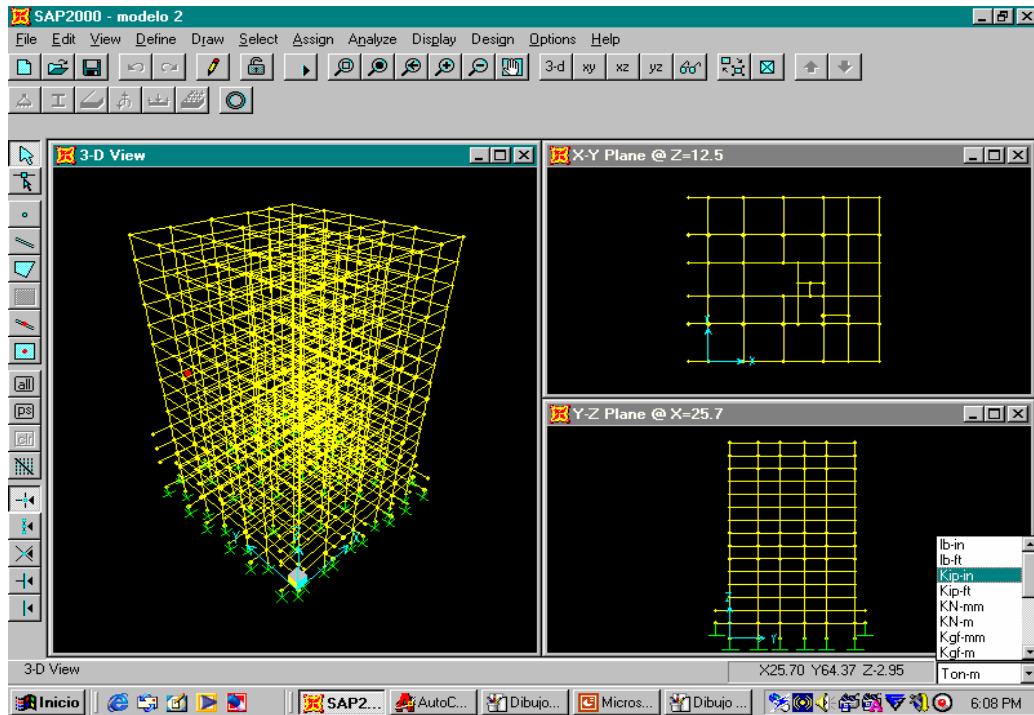 SAP2000 - modelo 2
File Edit View Define Draw Select Assign Analyze Display Design Options Help
3-d xy xz yz
3-D View
X-Y Plane @ Z=12.5
Y
X
all
ps
clr
Y-Z Plane @ X=25.7
Z
Y
lb-in
lb-ft
Kip-in
Kip-ft
KN-mm
KN-m
Kgf-mm
Kgf-m
3-D View
X25.70 Y64.37 Z-2.95
Ton-m
Inicio
SAP2...
AutoC...
Dibujo...
Micros...
Dibujo ...
6:08 PM